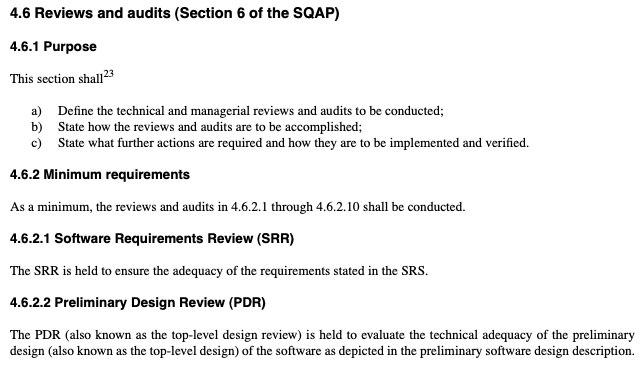 4.6 Reviews and audits (Section 6 of the SQAP)
4.6.1 Purpose
This section shall23
a) Define the technical and managerial reviews and audits to be conducted;
b) State how the reviews and audits are to be accomplished;
c) State what further actions are required and how they are to be implemented and verified.
4.6.2 Minimum requirements
As a minimum, the reviews and audits in 4.6.2.1 through 4.6.2.10 shall be conducted.
4.6.2.1 Software Requirements Review (SRR)
The SRR is held to ensure the adequacy of the requirements stated in the SRS.
4.6.2.2 Preliminary Design Review (PDR)
The PDR (also known as the top-level design review) is held to evaluate the technical adequacy of the preliminary
design (also known as the top-level design) of the software as depicted in the preliminary software design description.